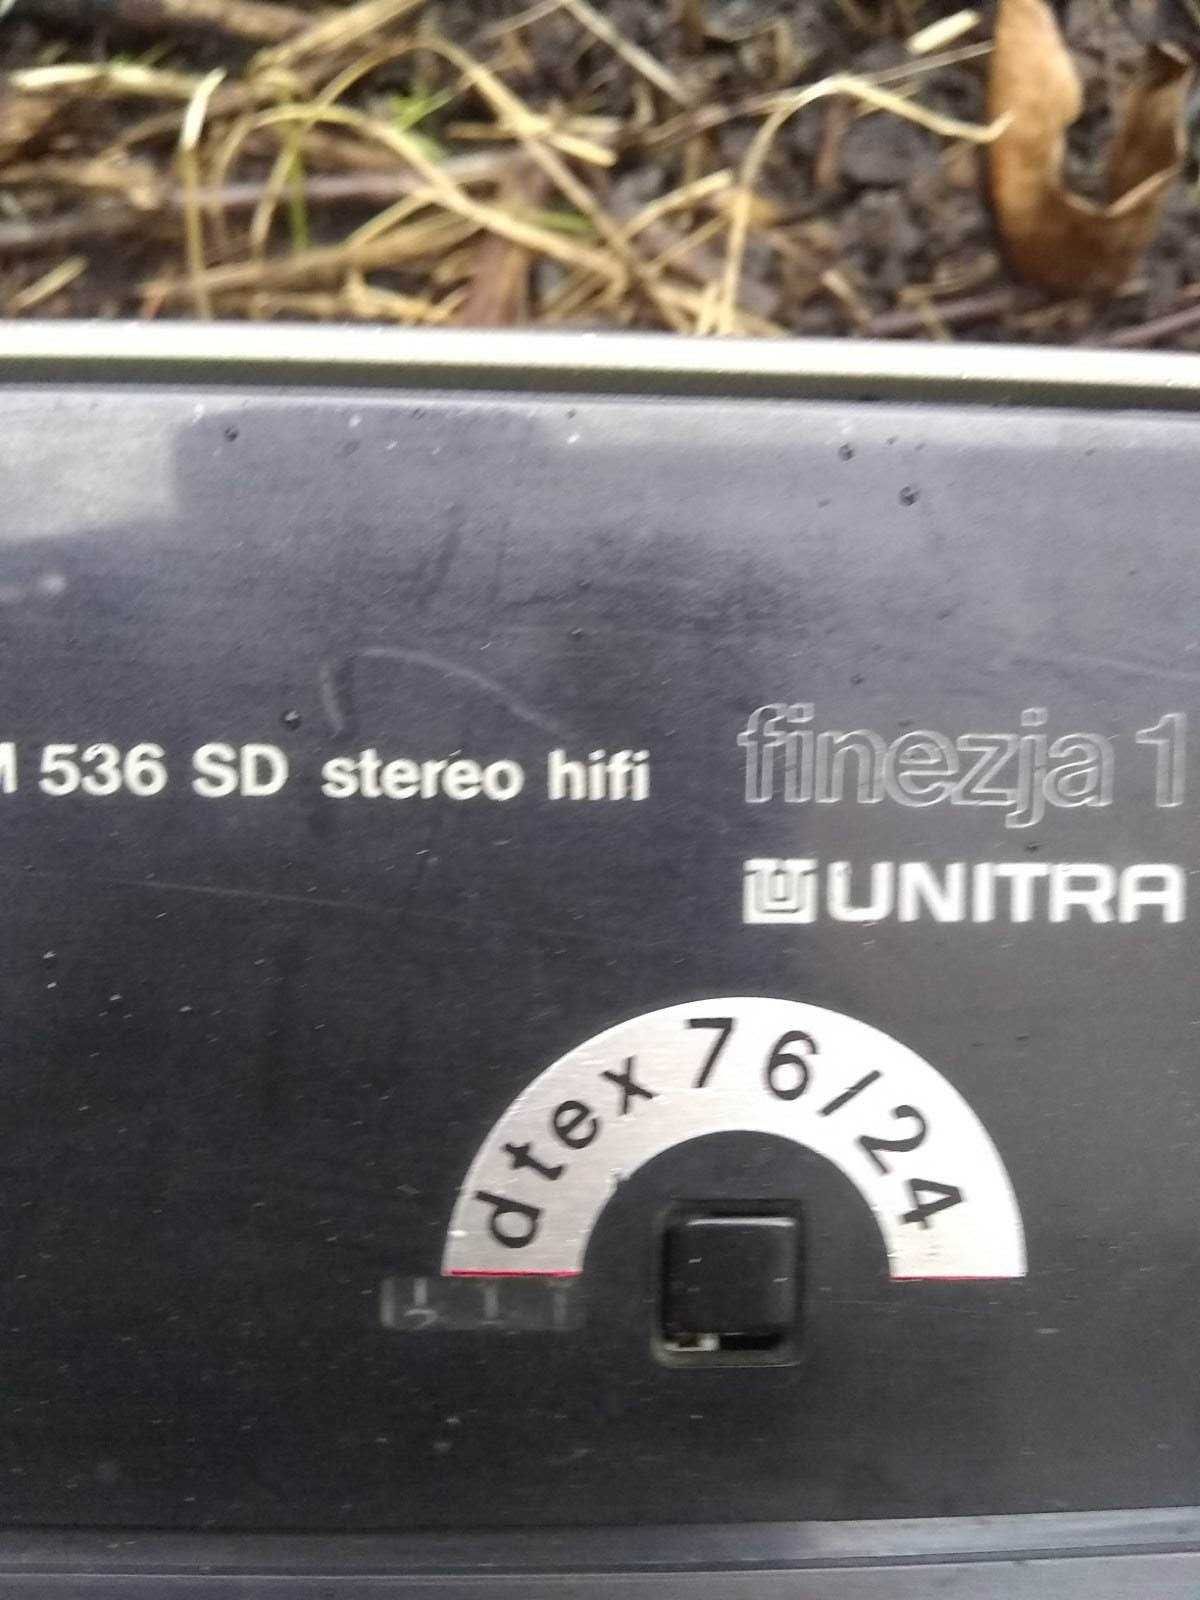 M 536 SD stereo hifi
finezja 1
UNITRA
dtex 76/24